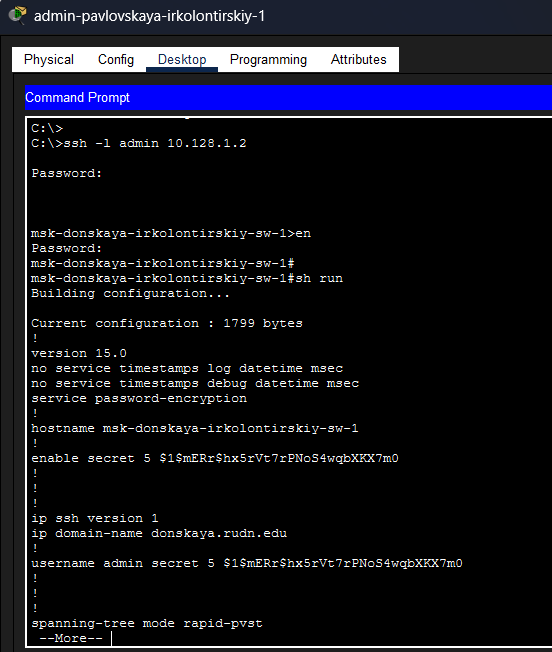 admin-pavlovskaya-irkolontirskiy-1
Physical Config Desktop Programming Attributes
Command Prompt
C:\>
C:\>ssh -l admin 10.128.1.2
Password:
msk-donskaya-irkolontirskiy-sw-1>en
Password:
msk-donskaya-irkolontirskiy-sw-1#
msk-donskaya-irkolontirskiy-sw-1#sh run
Building configuration...
Current configuration : 1799 bytes
!
version 15.0
no service timestamps log datetime msec
no service timestamps debug datetime msec
service password-encryption
!
hostname msk-donskaya-irkolontirskiy-sw-1
!
enable secret 5 $1$mERr$hx5rVt7rPNoS4wqbXKX7m0
!
!
!
ip ssh version 1
ip domain-name donskaya.rudn.edu
!
username admin secret 5 $1$mERr$hx5rVt7rPNoS4wqbXKX7m0
!
!
!
spanning-tree mode rapid-pvst
--More--